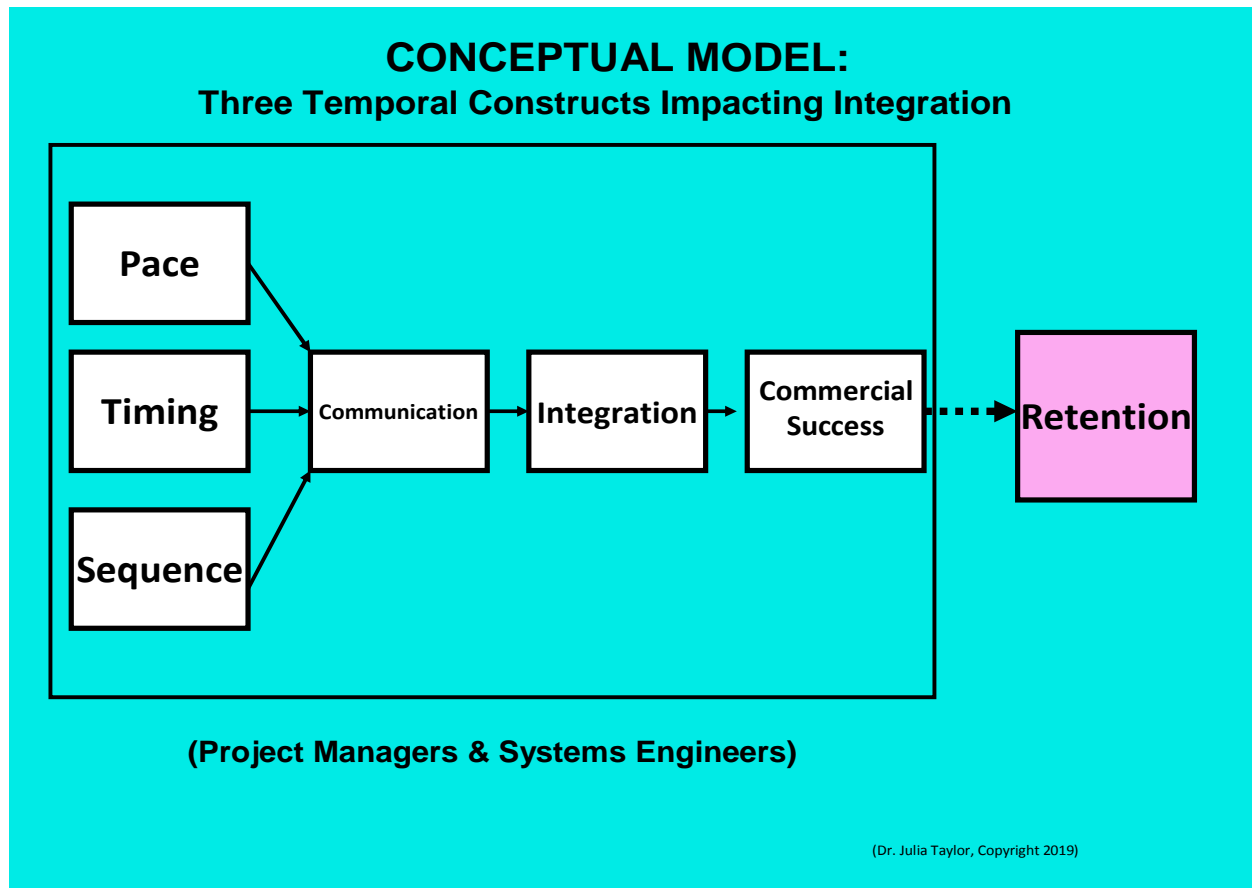 CONCEPTUAL MODEL:
Three Temporal Constructs Impacting Integration
Pace
Timing
Sequence
Communication
Integration
Commercial
Success
Retention
(Project Managers & Systems Engineers)
(Dr. Julia Taylor, Copyright 2019)